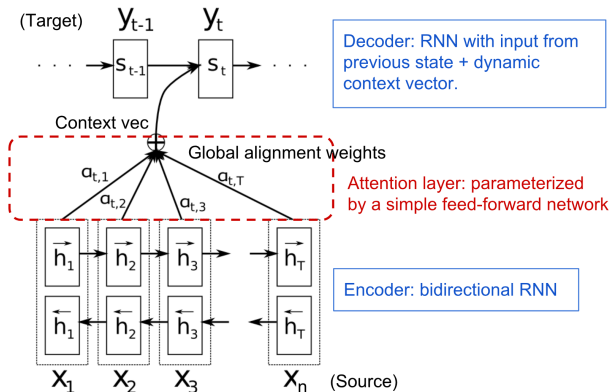 (Target) y t-1 y t
Decoder: RNN with input from
previous state + dynamic
context vector.
. . . s t-1 s t . . .
Context vec
Global alignment weights
a t,1 a t,2 a t,3 a t,T
Attention layer: parameterized
by a simple feed-forward network
h 1 h 2 h 3 h T
Encoder: bidirectional RNN
h 1 h 2 h 3 h T
x 1 x 2 x 3 x n (Source)